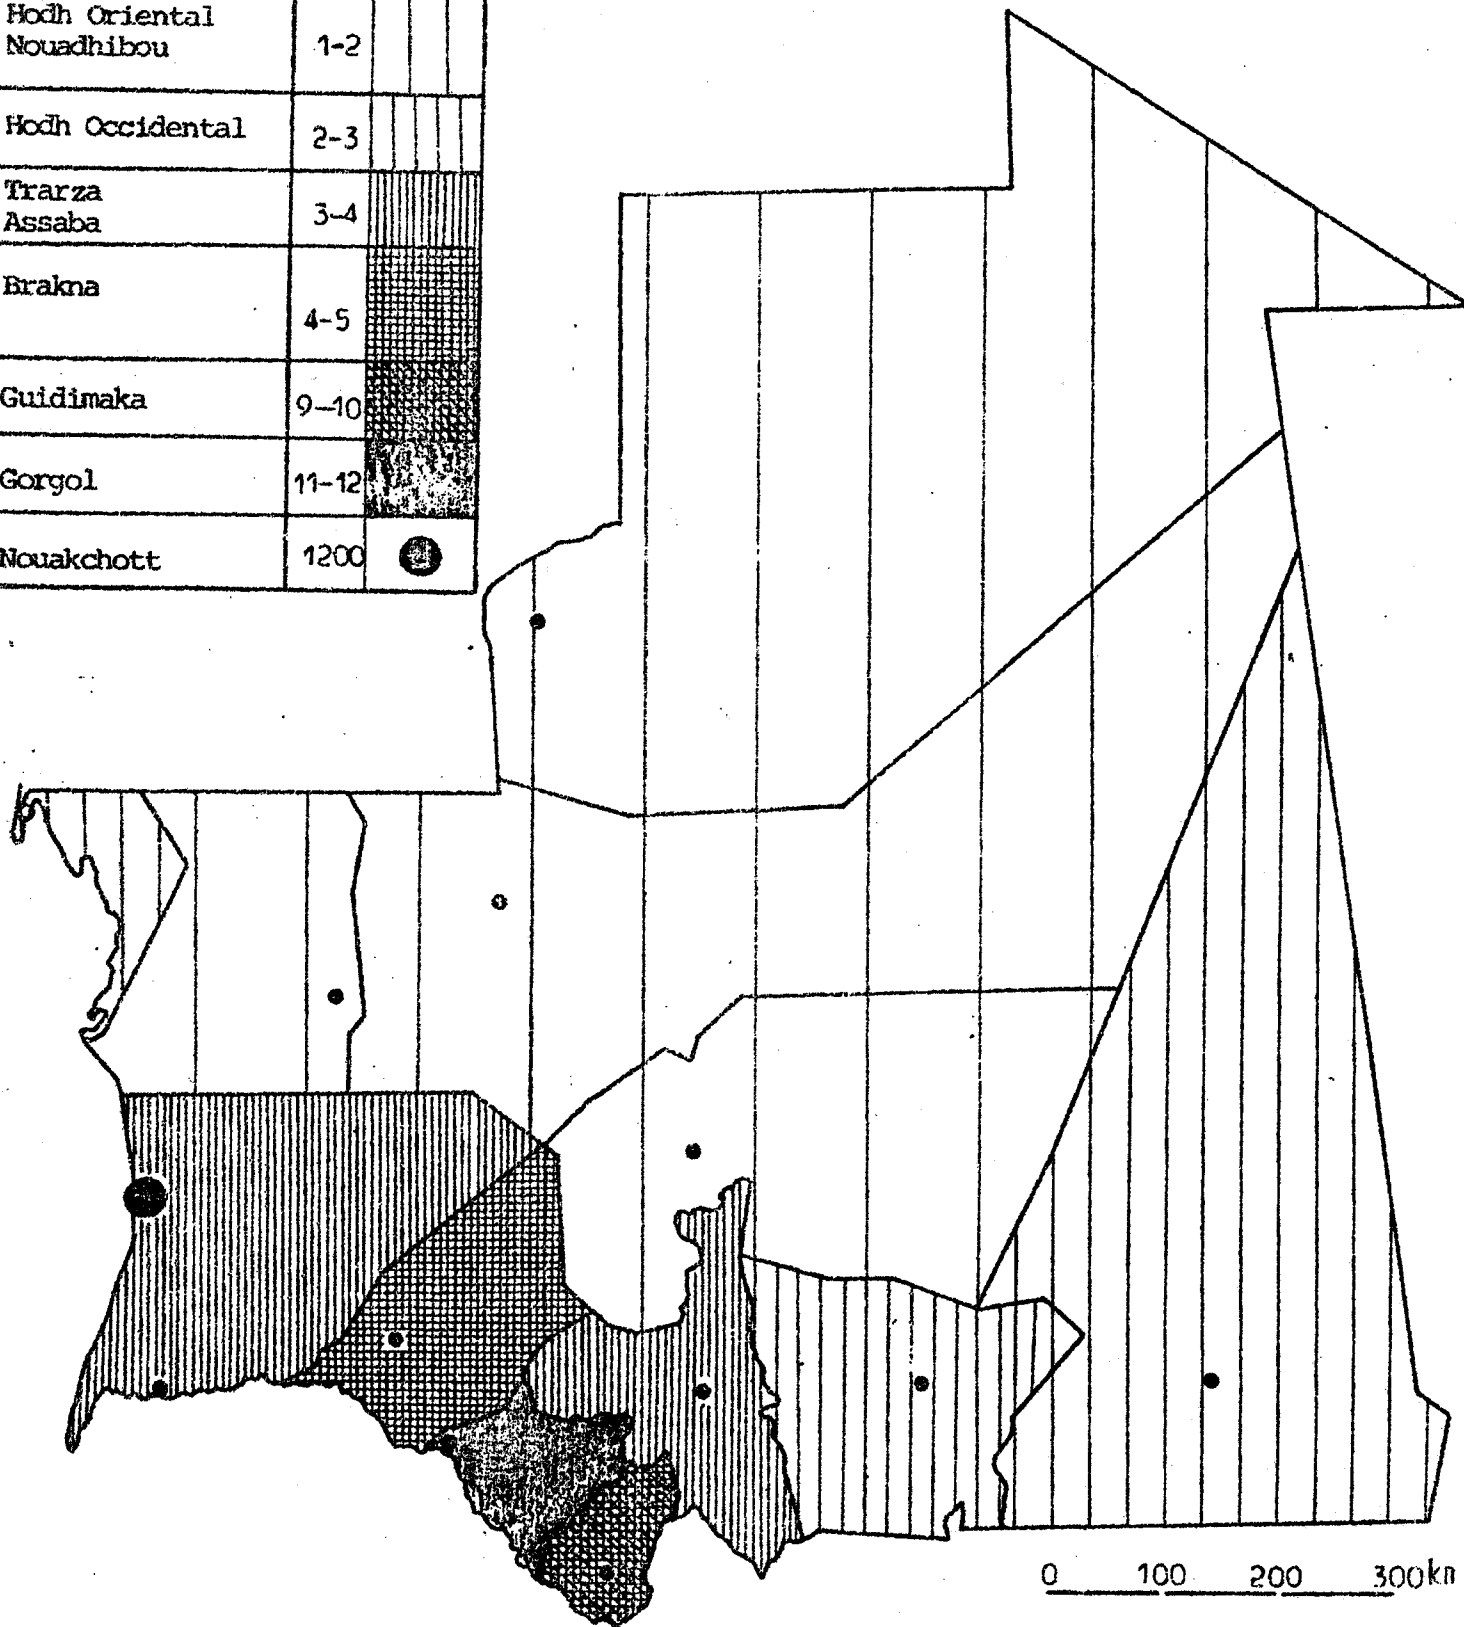 Hodh Oriental
Nouadhibou 1-2
Hodh Occidental 2-3
Trarza
Assaba 3-4
Brakna
4-5
Guidimaka 9-10
Gorgol 11-12
Nouakchott 1200
0 100 200 300km